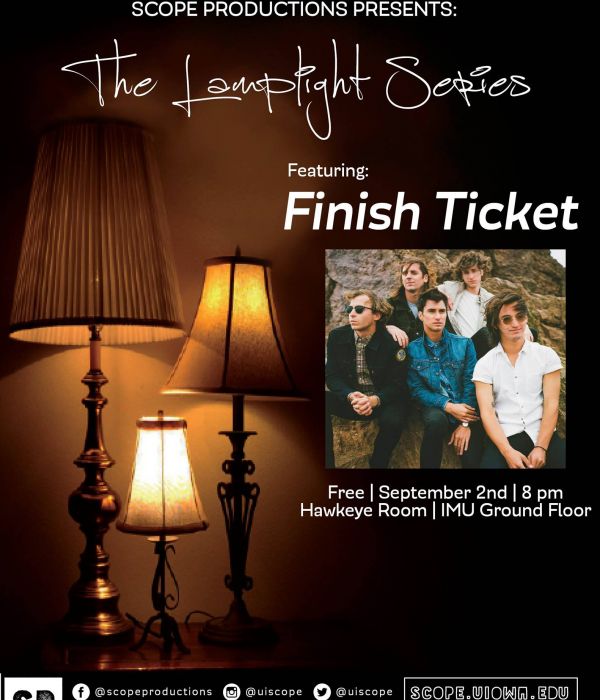 SCOPE PRODUCTIONS PRESENTS:
The Lamplight Series
Featuring:
Finish Ticket
Free | September 2nd | 8 pm
Hawkeye Room | IMU Ground Floor
@scopeproductions @uiscope @uiscope SCOPE.UIOWA.EDU